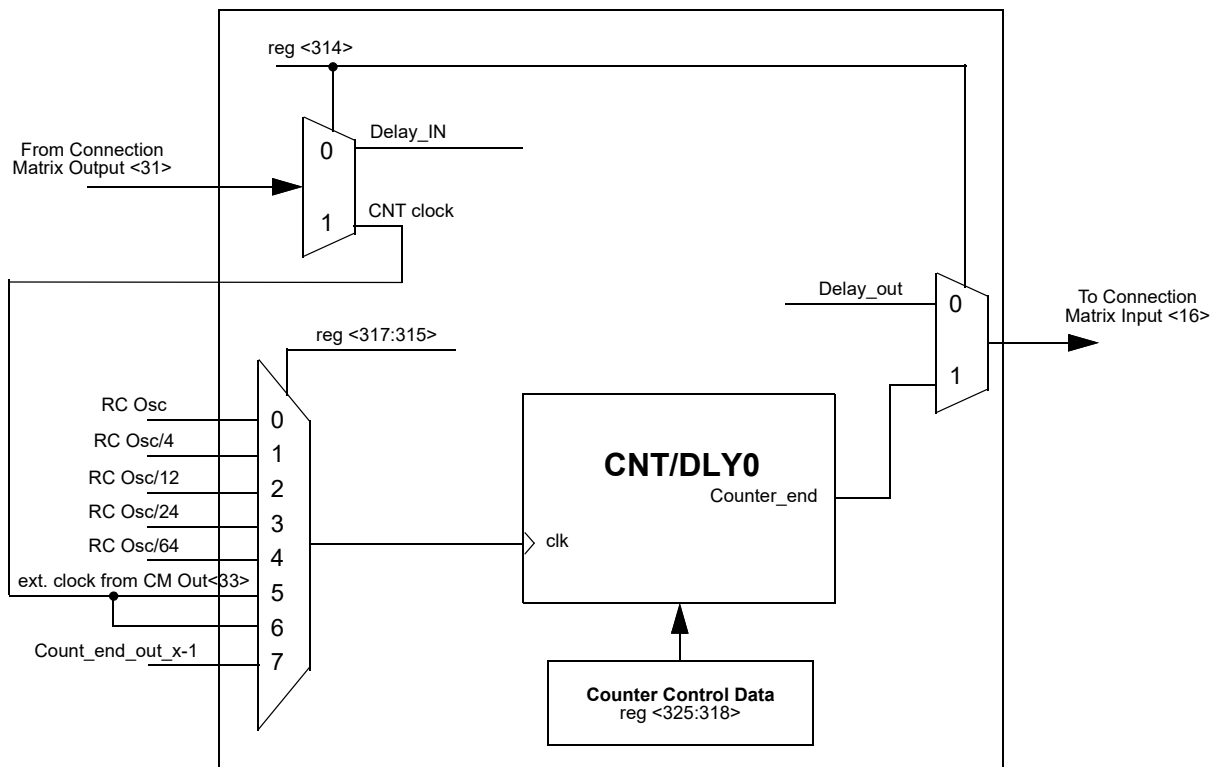 reg <314>
Delay_IN
0
From Connection
Matrix Output <31>
1
CNT clock
Delay_out
0
To Connection
Matrix Input <16>
1
reg <317:315>
RC Osc
0
RC Osc/4
1
RC Osc/12
2
RC Osc/24
3
RC Osc/64
4
ext. clock from CM Out<33>
5
6
Count_end_out_x-1
7
CNT/DLY0
Counter_end
clk
Counter Control Data
reg <325:318>